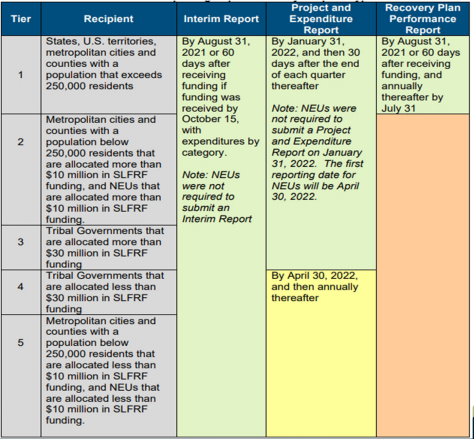 Tier
Recipient
Interim Report
Project and
Expenditure
Report
Recovery Plan
Performance
Report
1
States, U.S. territories,
metropolitan cities and
counties with a
population that exceeds
250,000 residents
By August 31,
2021 or 60
days after
receiving
funding if
funding was
received by
October 15,
with
expenditures by
category.
Note: NEUs
were not
required to
submit an
Interim Report
By January 31,
2022, and then 30
days after the end
of each quarter
thereafter
Note: NEUs were
not required to
submit a Project
and Expenditure
Report on January
31, 2022. The first
reporting date for
NEUs will be April
30, 2022.
By August 31,
2021 or 60 days
after receiving
funding, and
annually
thereafter by
July 31
2
Metropolitan cities and
counties with a
population below
250,000 residents that
are allocated more than
$10 million in SLFRF
funding, and NEUs that
are allocated more than
$10 million in SLFRF
funding.
3
Tribal Governments that
are allocated more than
$30 million in SLFRF
funding
4
Tribal Governments that
are allocated less than
$30 million in SLFRF
funding
By April 30, 2022,
and then annually
thereafter
5
Metropolitan cities and
counties with a
population below
250,000 residents that
are allocated less than
$10 million in SLFRF
funding, and NEUs that
are allocated less than
$10 million in SLFRF
funding.